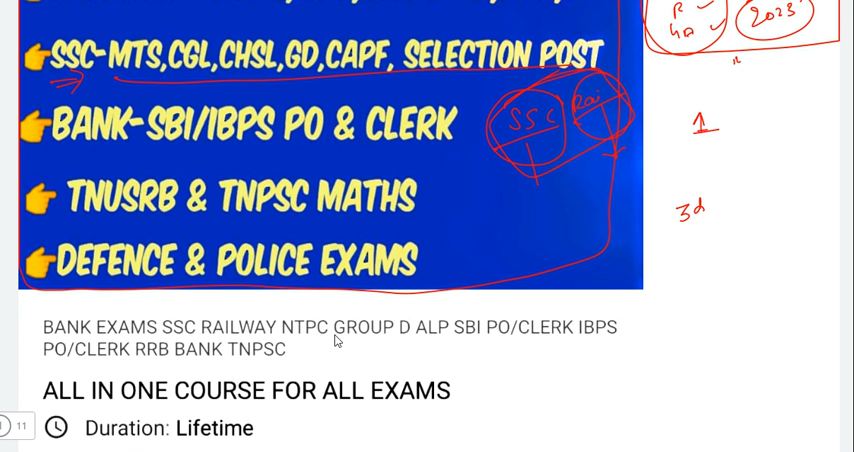 R
2023
SSC-MTS,CGL,CHSL,GD,CAPF, SELECTION POST
BANK-SBI/IBPS PO & CLERK
SSC Rai
1
TNUSRB & TNPSC MATHS
3d
DEFENCE & POLICE EXAMS
BANK EXAMS SSC RAILWAY NTPC GROUP D ALP SBI PO/CLERK IBPS
PO/CLERK RRB BANK TNPSC
ALL IN ONE COURSE FOR ALL EXAMS
11
Duration: Lifetime